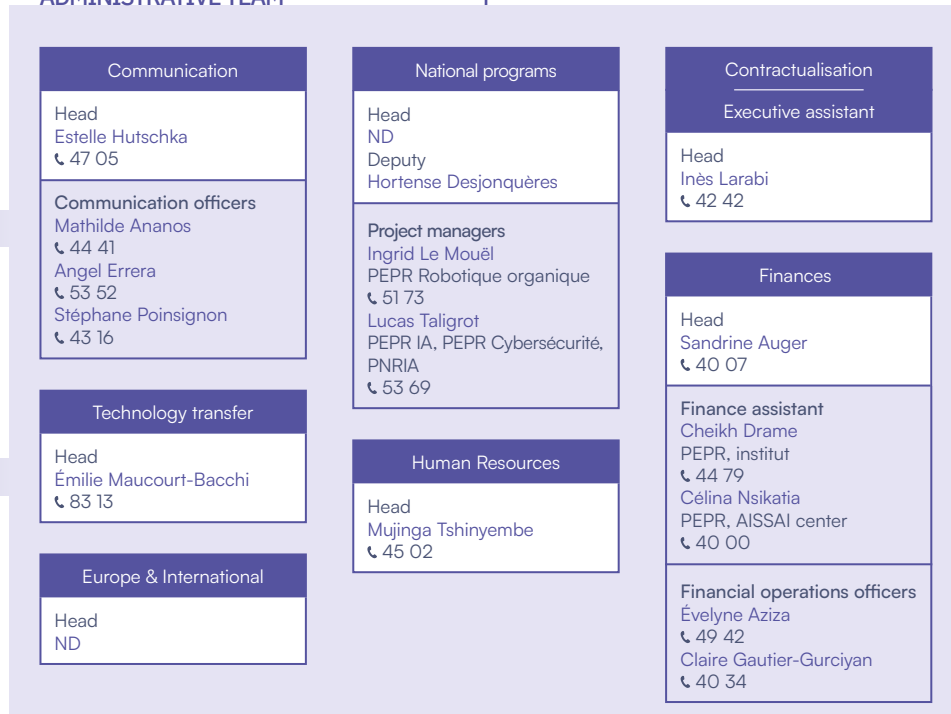 ADMINISTRATIVE TEAM
Communication
Head
Estelle Hutschka
47 05
Communication officers
Mathilde Ananos
44 41
Angel Errera
53 52
Stéphane Poinsignon
43 16
Technology transfer
Head
Émilie Maucourt-Bacchi
83 13
Europe & International
Head
ND
National programs
Head
ND
Deputy
Hortense Desjonquères
Project managers
Ingrid Le Mouël
PEPR Robotique organique
51 73
Lucas Taligrot
PEPR IA, PEPR Cybersécurité,
PNRIA
53 69
Human Resources
Head
Mujinga Tshinyembe
45 02
Contractualisation
Executive assistant
Head
Inès Larabi
42 42
Finances
Head
Sandrine Auger
40 07
Finance assistant
Cheikh Drame
PEPR, institut
44 79
Célina Nsikatia
PEPR, AISSAI center
40 00
Financial operations officers
Évelyne Aziza
49 42
Claire Gautier-Gurciyan
40 34